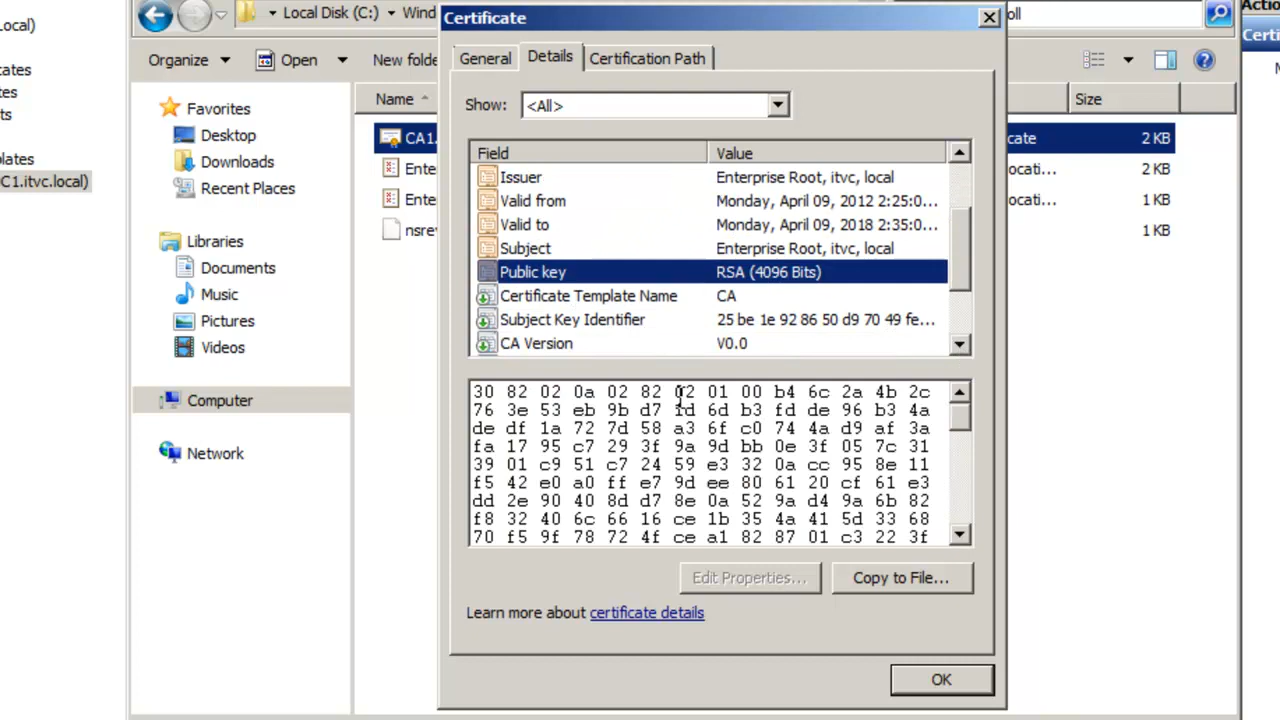 Local)
cates
tes
ts
plates
C1.itvc.local)
Local Disk (C:)
Wind
oll
Actio
Certi
Organize
Open
New folde
Name
Size
Favorites
Desktop
Downloads
Recent Places
Libraries
Documents
Music
Pictures
Videos
Computer
Network
CA1.
cate
2 KB
Ente
ocati...
2 KB
Ente
ocati...
1 KB
nsrev
1 KB
Certificate
General
Details
Certification Path
Show:
<All>
Field
Value
Issuer
Enterprise Root, itvc, local
Valid from
Monday, April 09, 2012 2:25:0...
Valid to
Monday, April 09, 2018 2:35:0...
Subject
Enterprise Root, itvc, local
Public key
RSA (4096 Bits)
Certificate Template Name
CA
Subject Key Identifier
25 be 1e 92 86 50 d9 70 49 fe...
CA Version
V0.0
30 82 02 0a 02 82 02 01 00 b4 6c 2a 4b 2c
76 3e 53 eb 9b d7 1d 6d b3 fd de 96 b3 4a
de df 1a 72 7d 58 a3 6f c0 74 4a d9 af 3a
fa 17 95 c7 29 3f 9a 9d bb 0e 3f 05 7c 31
39 01 c9 51 c7 24 59 e3 32 0a cc 95 8e 11
f5 42 e0 a0 ff e7 9d ee 80 61 20 cf 61 e3
dd 2e 90 40 8d d7 8e 0a 52 9a d4 9a 6b 82
f8 32 40 6c 66 16 ce 1b 35 4a 41 5d 33 68
70 f5 9f 78 72 4f ce a1 82 87 01 c3 22 3f
Edit Properties...
Copy to File...
Learn more about certificate details
OK